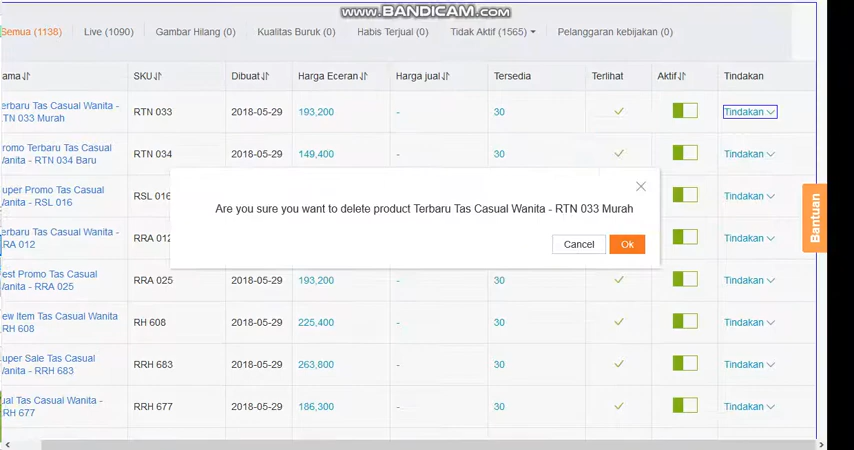 www.BANDICAM.com
Semua (1138) Live (1090) Gambar Hilang (0) Kualitas Buruk (0) Habis Terjual (0) Tidak Aktif (1565) Pelanggaran kebijakan (0)
ama SKU Dibuat Harga Eceran Harga jual Tersedia Terlihat Aktif Tindakan
erbaru Tas Casual Wanita -
RTN 033 Murah
RTN 033 2018-05-29 193,200 - 30 Tindakan
romo Terbaru Tas Casual
Wanita - RTN 034 Baru
RTN 034 2018-05-29 149,400 - 30 Tindakan
uper Promo Tas Casual
Wanita - RSL 016
RSL 016 Tindakan
erbaru Tas Casual Wanita -
RRA 012
RRA 012 Tindakan
Are you sure you want to delete product Terbaru Tas Casual Wanita - RTN 033 Murah
Cancel Ok
est Promo Tas Casual
Wanita - RRA 025
RRA 025 2018-05-29 193,200 - 30 Tindakan
ew Item Tas Casual Wanita
RH 608
RH 608 2018-05-29 225,400 - 30 Tindakan
uper Sale Tas Casual
Wanita - RRH 683
RRH 683 2018-05-29 263,800 - 30 Tindakan
ual Tas Casual Wanita -
RRH 677
RRH 677 2018-05-29 186,300 - 30 Tindakan
Bantuan